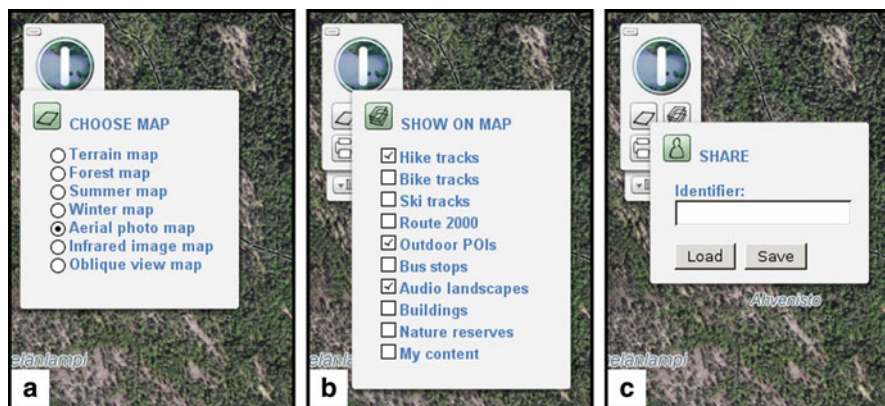 CHOOSE MAP
Terrain map
Forest map
Summer map
Winter map
Aerial photo map
Infrared image map
Oblique view map
elänlampi
a
SHOW ON MAP
Hike tracks
Bike tracks
Ski tracks
Route 2000
Outdoor POIs
Bus stops
Audio landscapes
Buildings
Nature reserves
My content
elänlampi
b
SHARE
Identifier:
Load Save
Ahvenisto
c